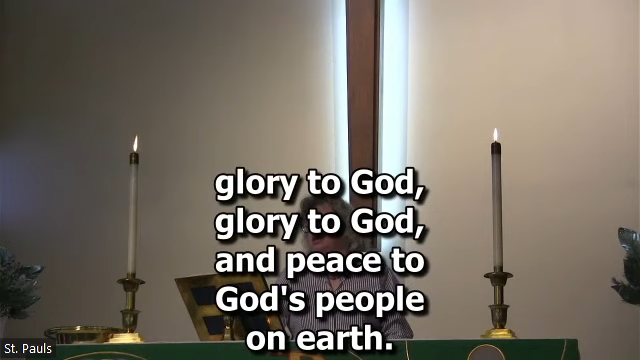 glory to God,
glory to God,
and peace to
God's people
on earth.
St. Pauls